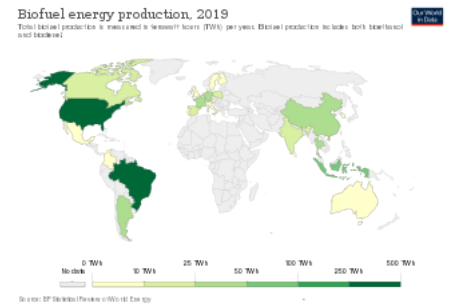 Biofuel energy production, 2019
Our World
in Data
Total biofuel production is measured in terawatt hours (TWh) per year. Biofuel production includes both bioethanol
and biodiesel.
0 TWh 25 TWh 100 TWh 500 TWh
No data 10 TWh 50 TWh 250 TWh
Source: BP Statistical Review of World Energy